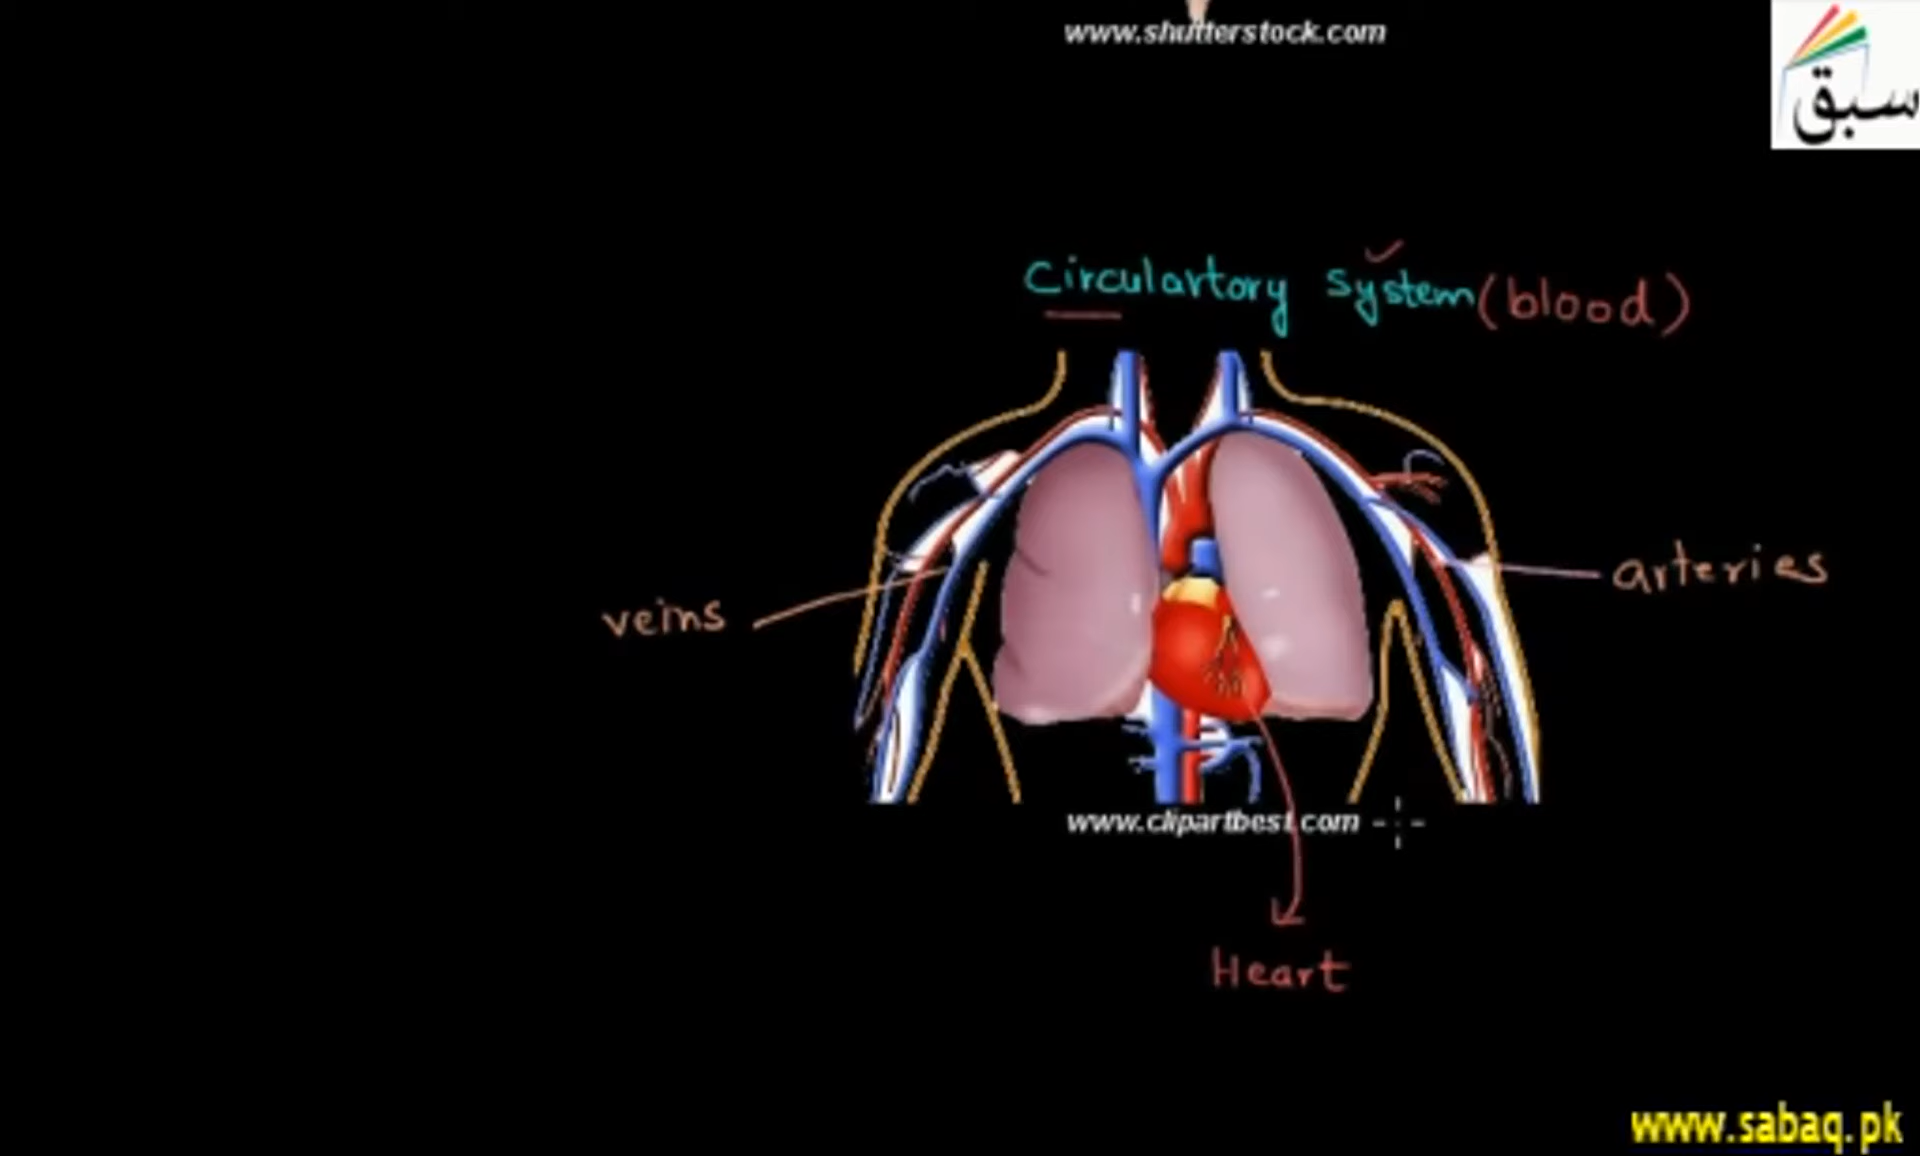 www.shutterstock.com
سبق
Circulartory system (blood)
veins
arteries
www.clipartbest.com
Heart
www.sabaq.pk